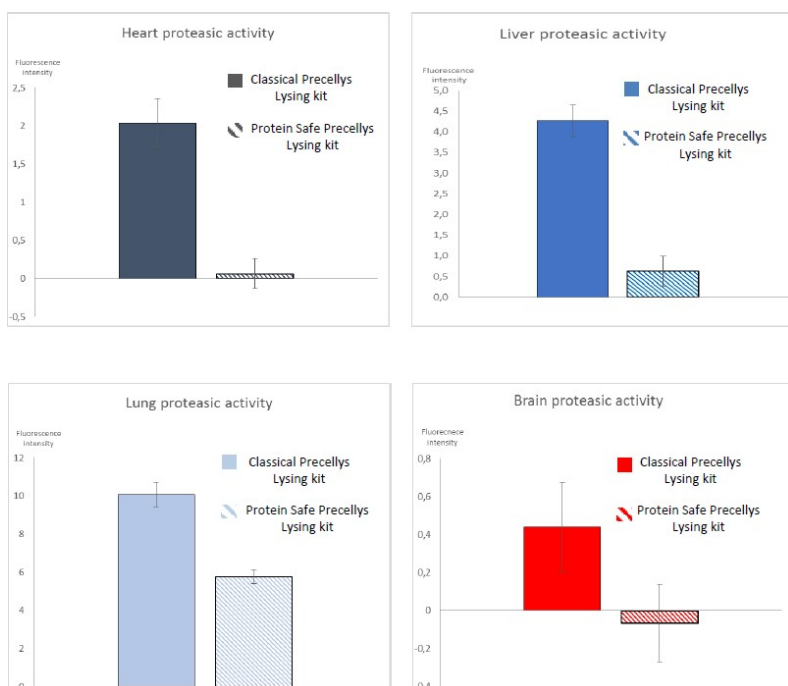 Heart proteasic activity
Fluorescence
intensity
2,5
2
1,5
1
0,5
0
-0,5
Classical Precellys
Lysing kit
Protein Safe Precellys
Lysing kit
Liver proteasic activity
Fluorescence
intensity
5,0
4,5
4,0
3,5
3,0
2,5
2,0
1,5
1,0
0,5
0,0
Classical Precellys
Lysing kit
Protein Safe Precellys
Lysing kit
Lung proteasic activity
Fluorescence
intensity
12
10
8
6
4
2
0
Classical Precellys
Lysing kit
Protein Safe Precellys
Lysing kit
Brain proteasic activity
Fluorecnece
intensity
0,8
0,6
0,4
0,2
0
-0,2
-0,4
Classical Precellys
Lysing kit
Protein Safe Precellys
Lysing kit